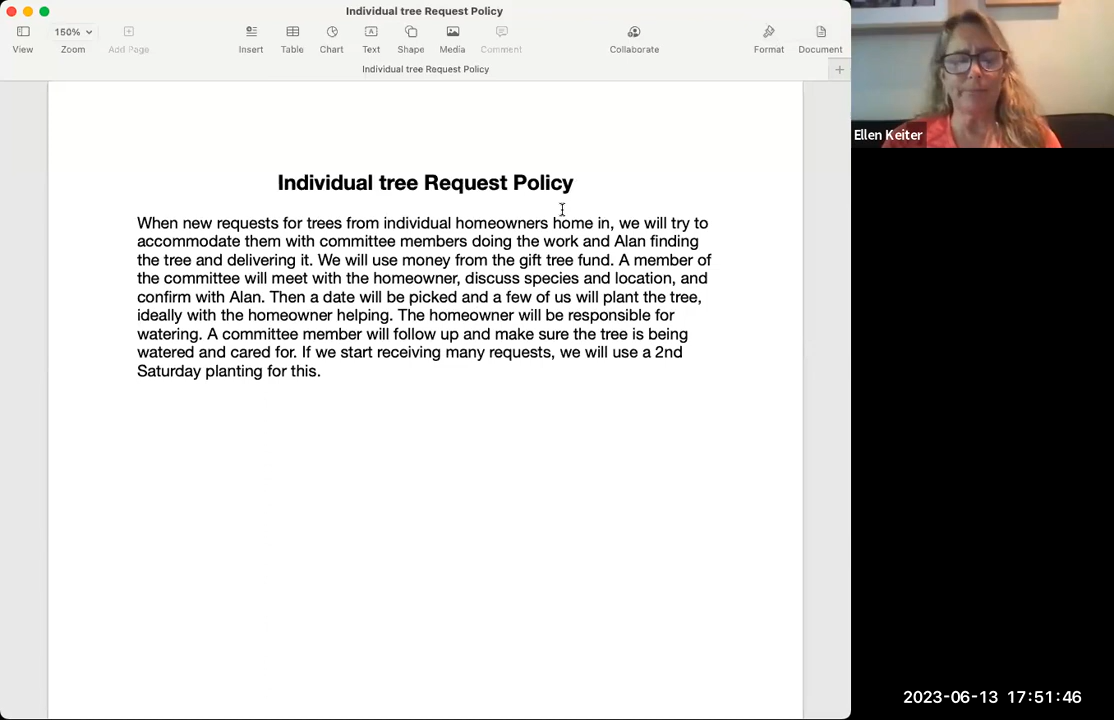 Individual tree Request Policy
150%
View
Zoom
Add Page
Insert
Table
Chart
Text
Shape
Media
Comment
Collaborate
Format
Document
Individual tree Request Policy
Individual tree Request Policy
When new requests for trees from individual homeowners home in, we will try to
accommodate them with committee members doing the work and Alan finding
the tree and delivering it. We will use money from the gift tree fund. A member of
the committee will meet with the homeowner, discuss species and location, and
confirm with Alan. Then a date will be picked and a few of us will plant the tree,
ideally with the homeowner helping. The homeowner will be responsible for
watering. A committee member will follow up and make sure the tree is being
watered and cared for. If we start receiving many requests, we will use a 2nd
Saturday planting for this.
Ellen Keiter
2023-06-13 17:51:46